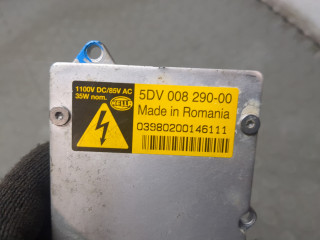 1100V DC/85V AC
35W nom.
HELLA
5DV 008 290-00
Made in Romania
03980200146111